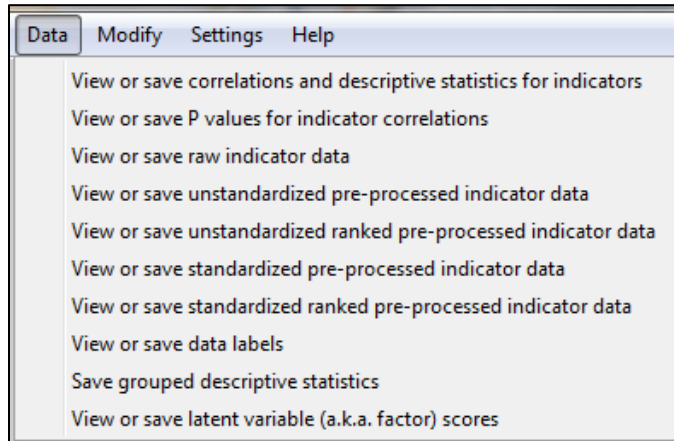 Data Modify Settings Help
View or save correlations and descriptive statistics for indicators
View or save P values for indicator correlations
View or save raw indicator data
View or save unstandardized pre-processed indicator data
View or save unstandardized ranked pre-processed indicator data
View or save standardized pre-processed indicator data
View or save standardized ranked pre-processed indicator data
View or save data labels
Save grouped descriptive statistics
View or save latent variable (a.k.a. factor) scores